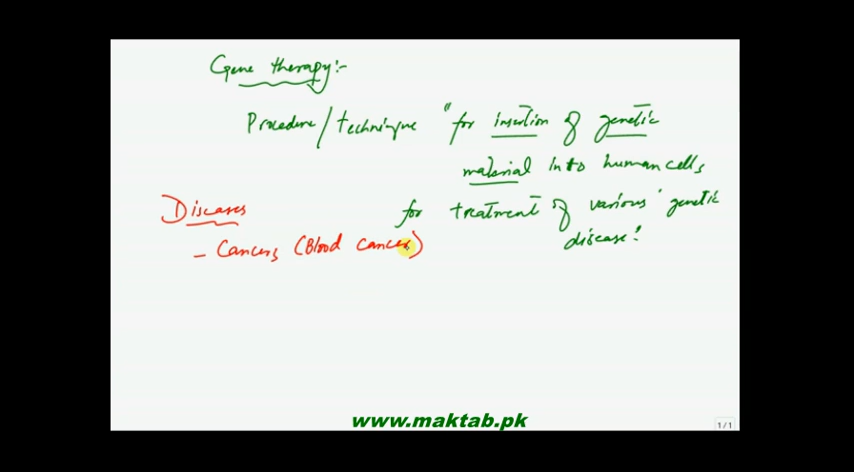 Gene therapy:-
Procedure/technique "for insertion of genetic
material into human cells
for treatment of various genetic
disease!
Diseases
- Cancers (Blood cancer)
www.maktab.pk
1/1